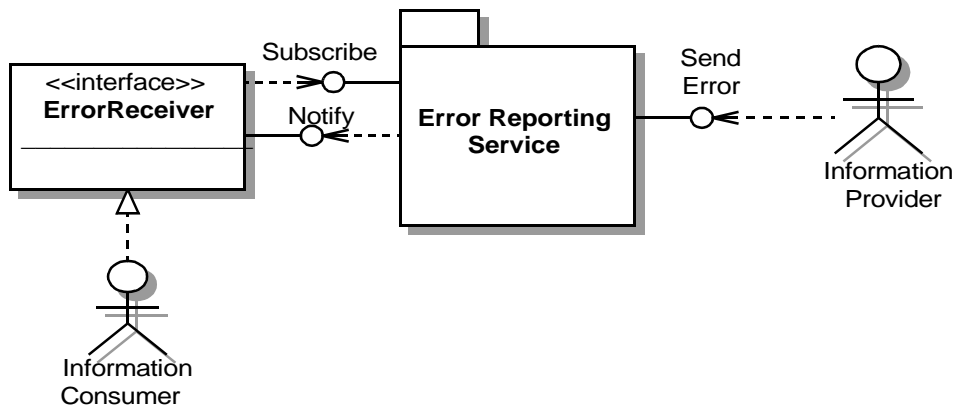 Subscribe
<<interface>>
ErrorReceiver
Notify
Error Reporting
Service
Send
Error
Information
Provider
Information
Consumer